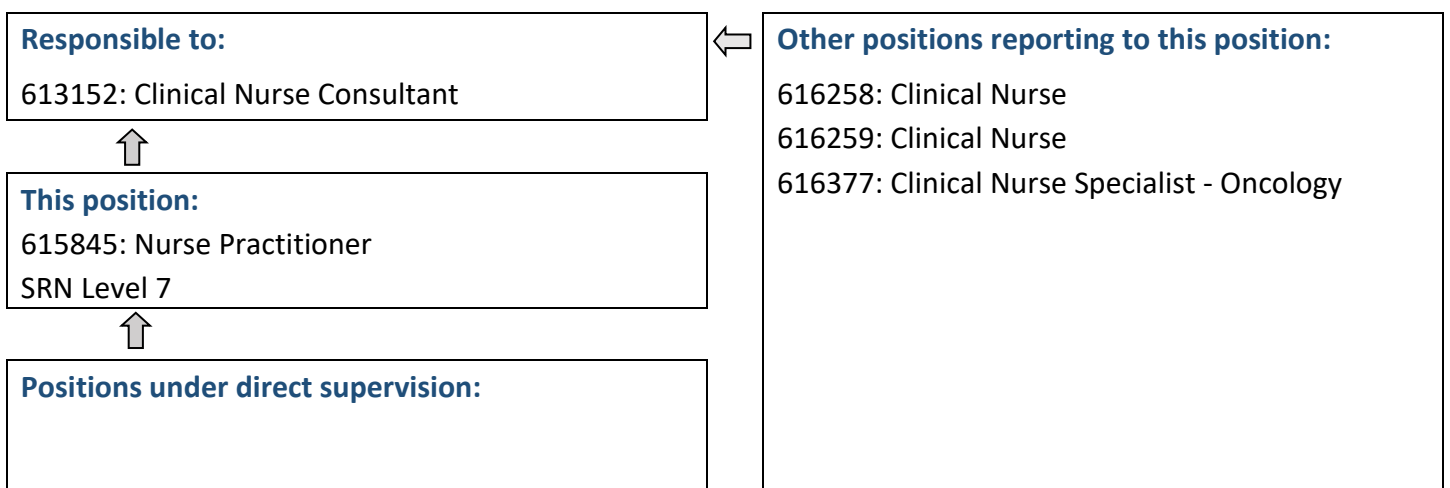 Responsible to:
613152: Clinical Nurse Consultant
This position:
615845: Nurse Practitioner
SRN Level 7
Positions under direct supervision:
Other positions reporting to this position:
616258: Clinical Nurse
616259: Clinical Nurse
616377: Clinical Nurse Specialist - Oncology